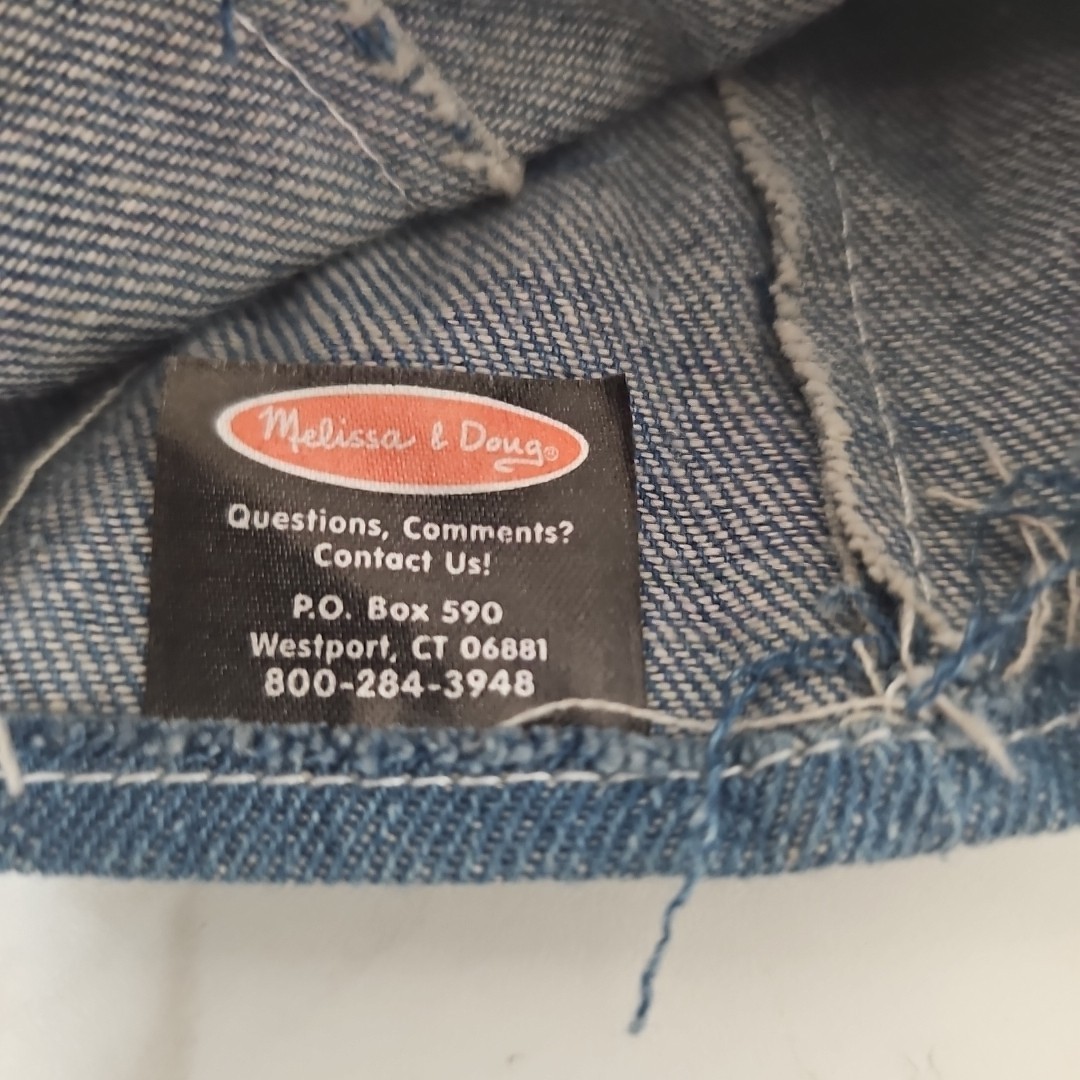 Melissa & Doug®
Questions, Comments?
Contact Us!
P.O. Box 590
Westport, CT 06881
800-284-3948